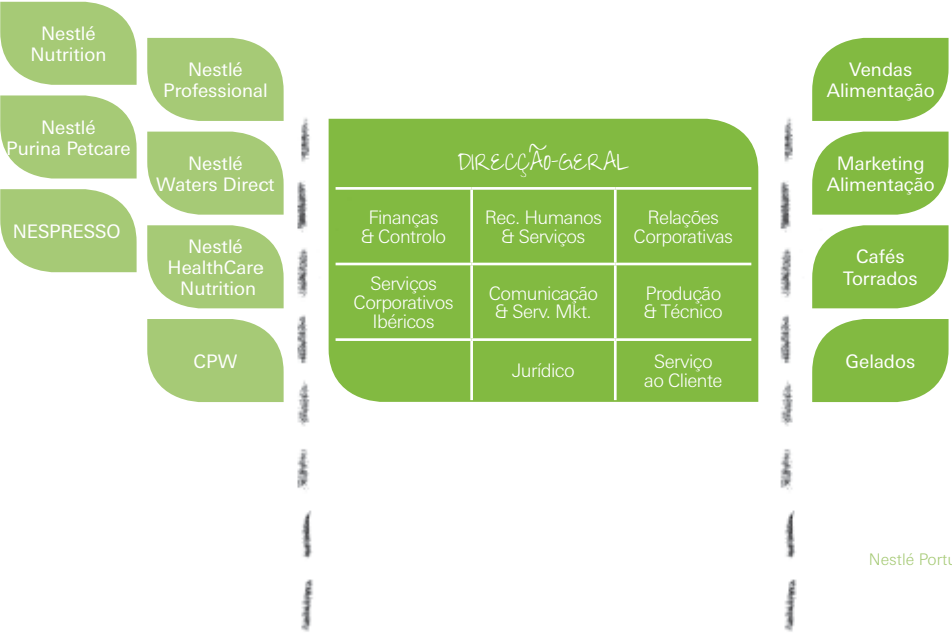 Nestlé
Nutrition
Nestlé
Purina Petcare
NESPRESSO
Nestlé
Professional
Nestlé
Waters Direct
Nestlé
HealthCare
Nutrition
CPW
DIRECÇÃO-GERAL
Finanças
& Controlo
Rec. Humanos
& Serviços
Relações
Corporativas
Serviços
Corporativos
Ibéricos
Comunicação
& Serv. Mkt.
Produção
& Técnico
Jurídico
Serviço
ao Cliente
Vendas
Alimentação
Marketing
Alimentação
Cafés
Torrados
Gelados
Nestlé